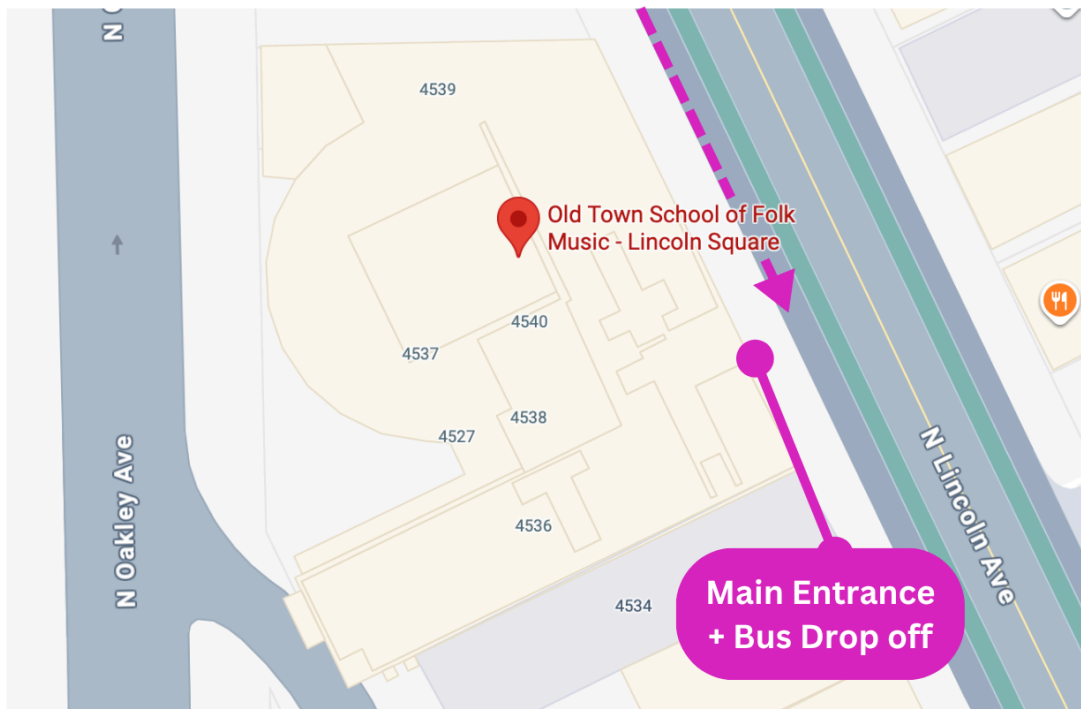 N O
4539
Old Town School of Folk
Music - Lincoln Square
4540
4537
4538
4527
4536
4534
N Oakley Ave
N Lincoln Ave
Main Entrance
+ Bus Drop off